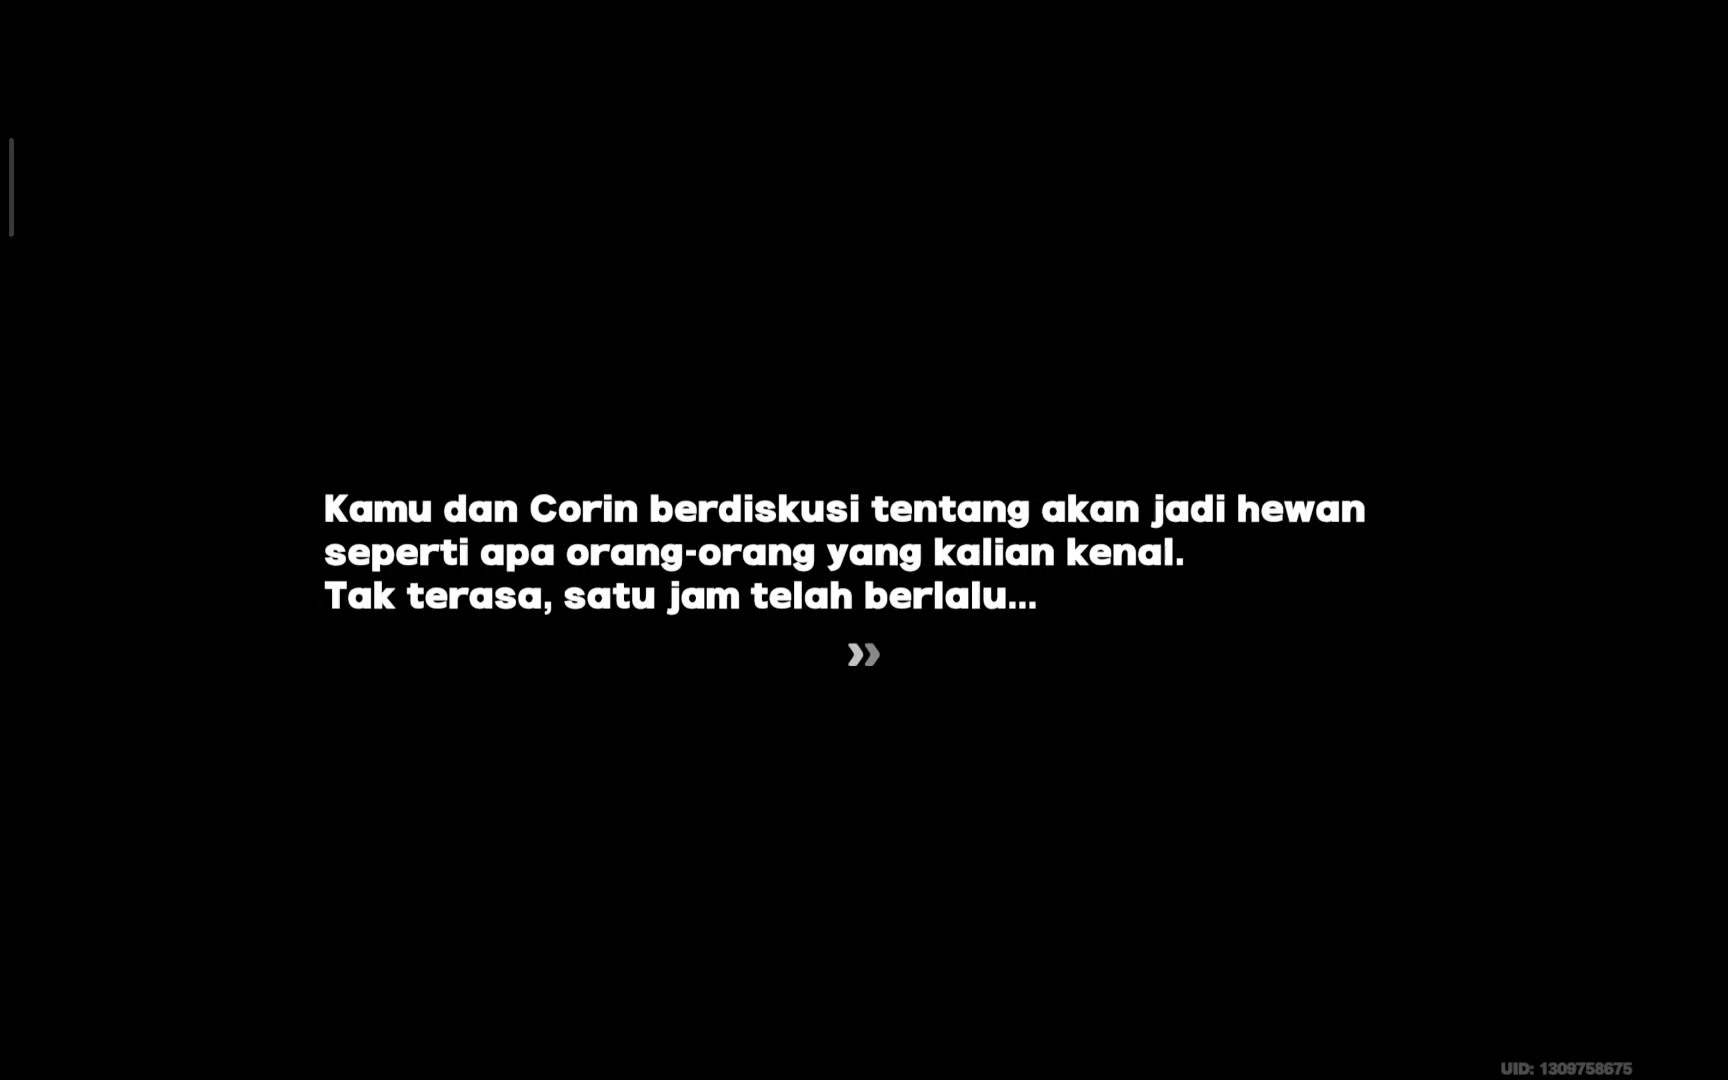 Kamu dan Corin berdiskusi tentang akan jadi hewan
seperti apa orang-orang yang kalian kenal.
Tak terasa, satu jam telah berlalu...
UID: 1309758675